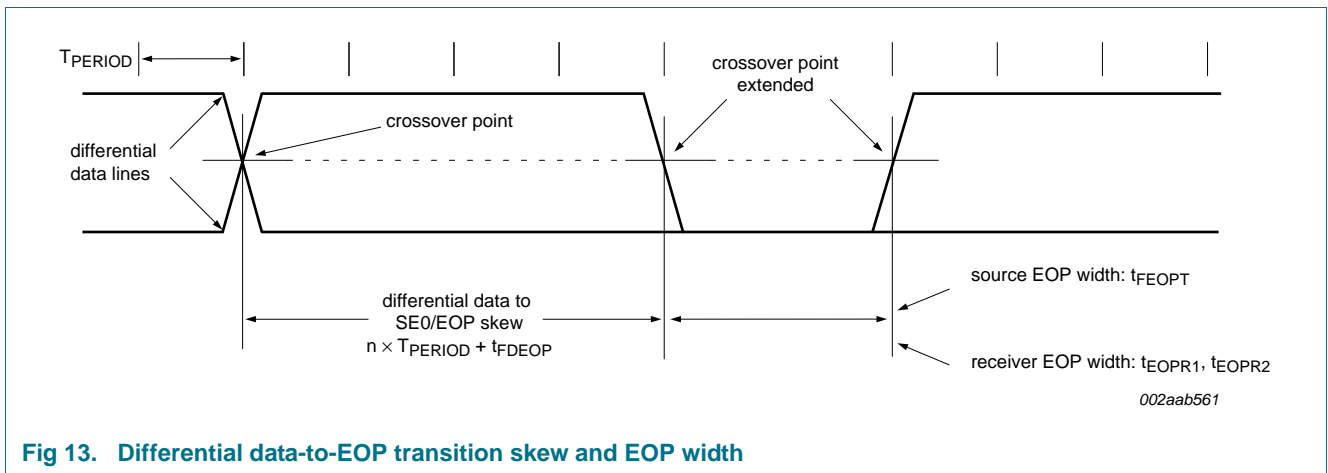 TPERIOD
crossover point
extended
crossover point
differential
data lines
differential data to
SE0/EOP skew
n × TPERIOD + tFDEOP
source EOP width: tFEOPT
receiver EOP width: tEOPR1, tEOPR2
002aab561
Fig 13. Differential data-to-EOP transition skew and EOP width